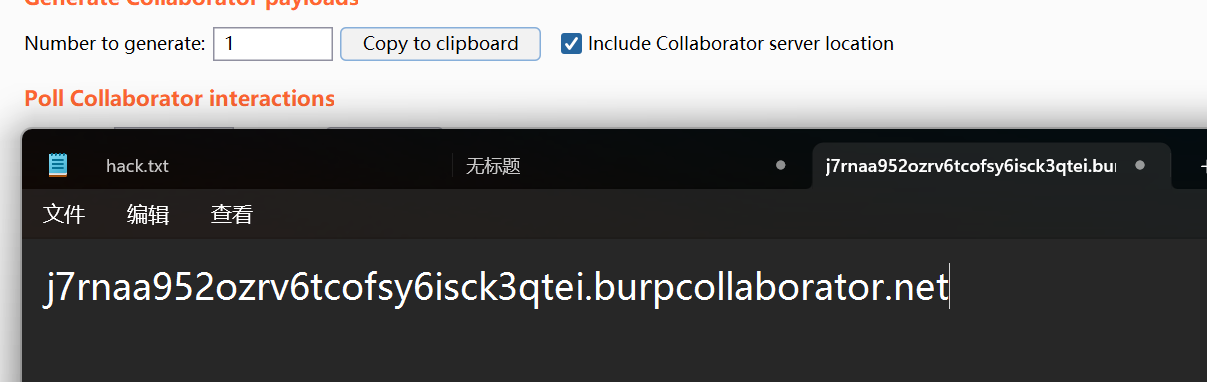 Generate Collaborator payloads
Number to generate: 1 Copy to clipboard Include Collaborator server location
Poll Collaborator interactions
hack.txt 无标题 j7rnaa952ozrv6tcofsy6isck3qtei.bur
文件 编辑 查看
j7rnaa952ozrv6tcofsy6isck3qtei.burpcollaborator.net